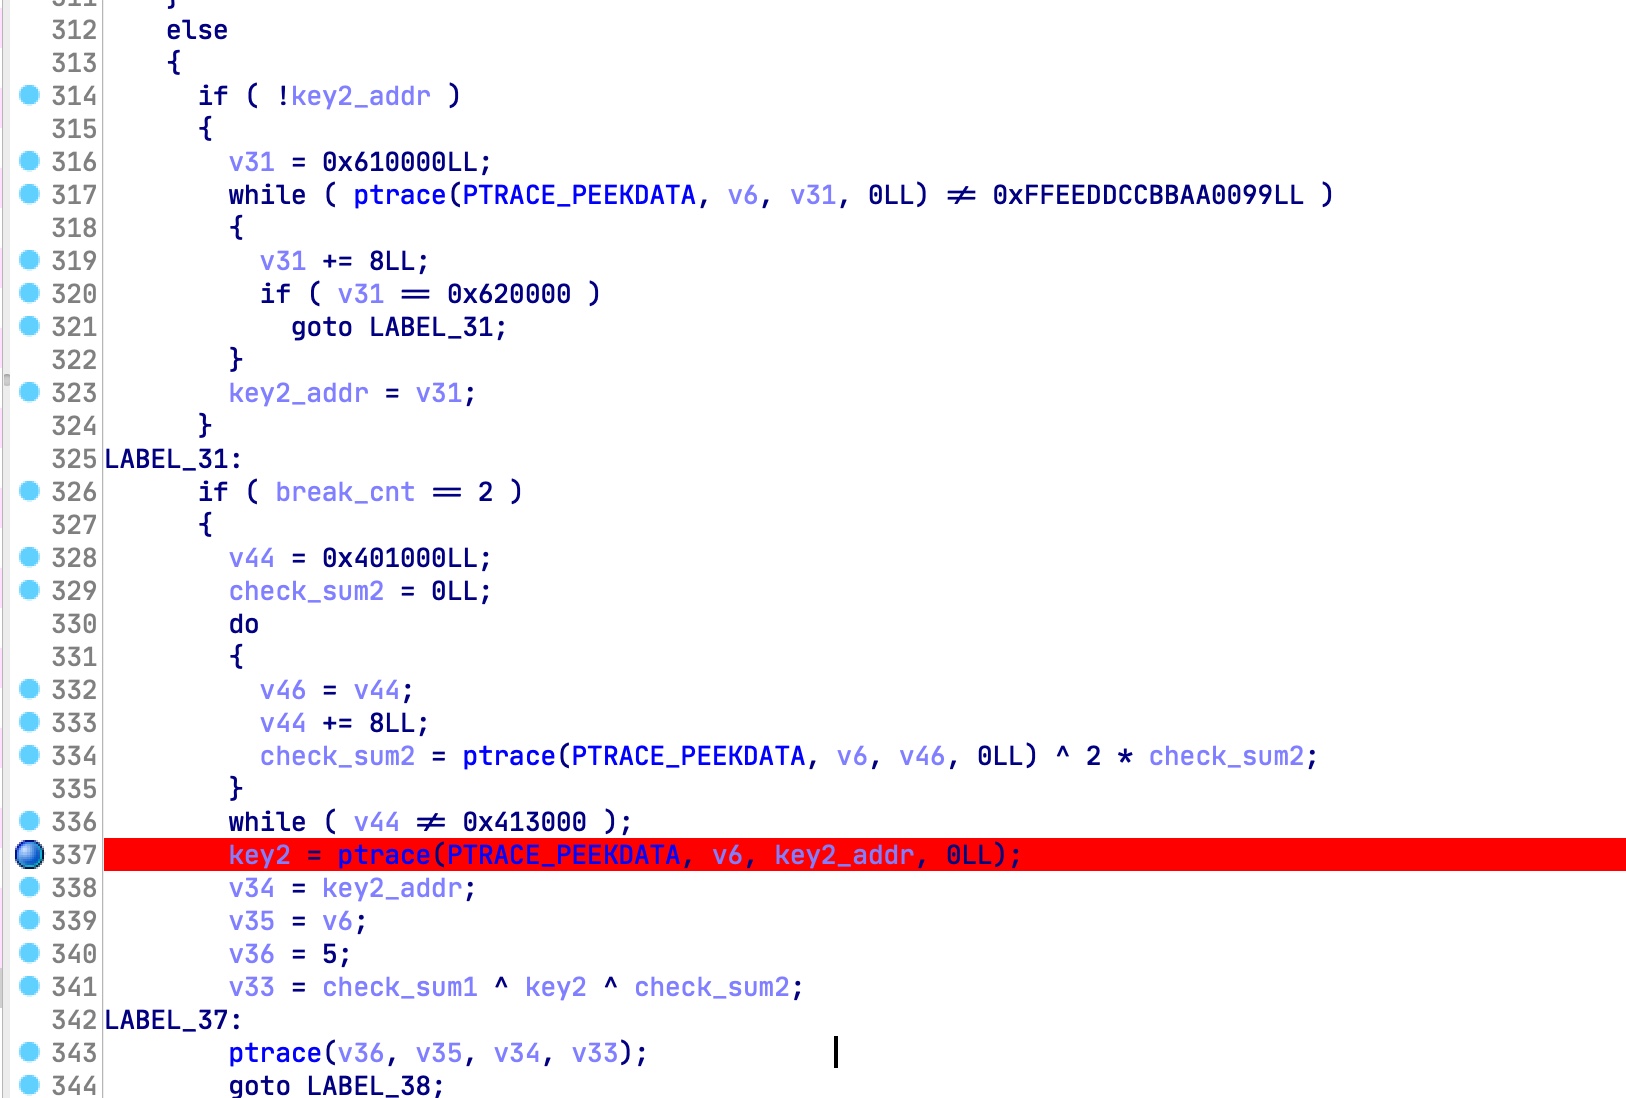 311 }
312 else
313 {
314 if ( !key2_addr )
315 {
316 v31 = 0x610000LL;
317 while ( ptrace(PTRACE_PEEKDATA, v6, v31, 0LL) != 0xFFEEDDCCBBAA0099LL )
318 {
319 v31 += 8LL;
320 if ( v31 == 0x620000 )
321 goto LABEL_31;
322 }
323 key2_addr = v31;
324 }
325 LABEL_31:
326 if ( break_cnt == 2 )
327 {
328 v44 = 0x401000LL;
329 check_sum2 = 0LL;
330 do
331 {
332 v46 = v44;
333 v44 += 8LL;
334 check_sum2 = ptrace(PTRACE_PEEKDATA, v6, v46, 0LL) ^ 2 * check_sum2;
335 }
336 while ( v44 != 0x413000 );
337 key2 = ptrace(PTRACE_PEEKDATA, v6, key2_addr, 0LL);
338 v34 = key2_addr;
339 v35 = v6;
340 v36 = 5;
341 v33 = check_sum1 ^ key2 ^ check_sum2;
342 LABEL_37:
343 ptrace(v36, v35, v34, v33);
344 goto LABEL_38;